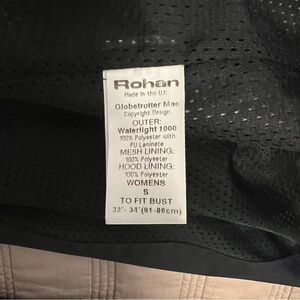 Rohan
Made in the U.K.
Globetrotter Mac
Copyright Design
OUTER:
Watertight 1000
100% Polyester with
PU Laminate
MESH LINING:
100% Polyester
HOOD LINING:
100% Polyester
WOMENS
S
TO FIT BUST
32"- 34"(81-86cm)